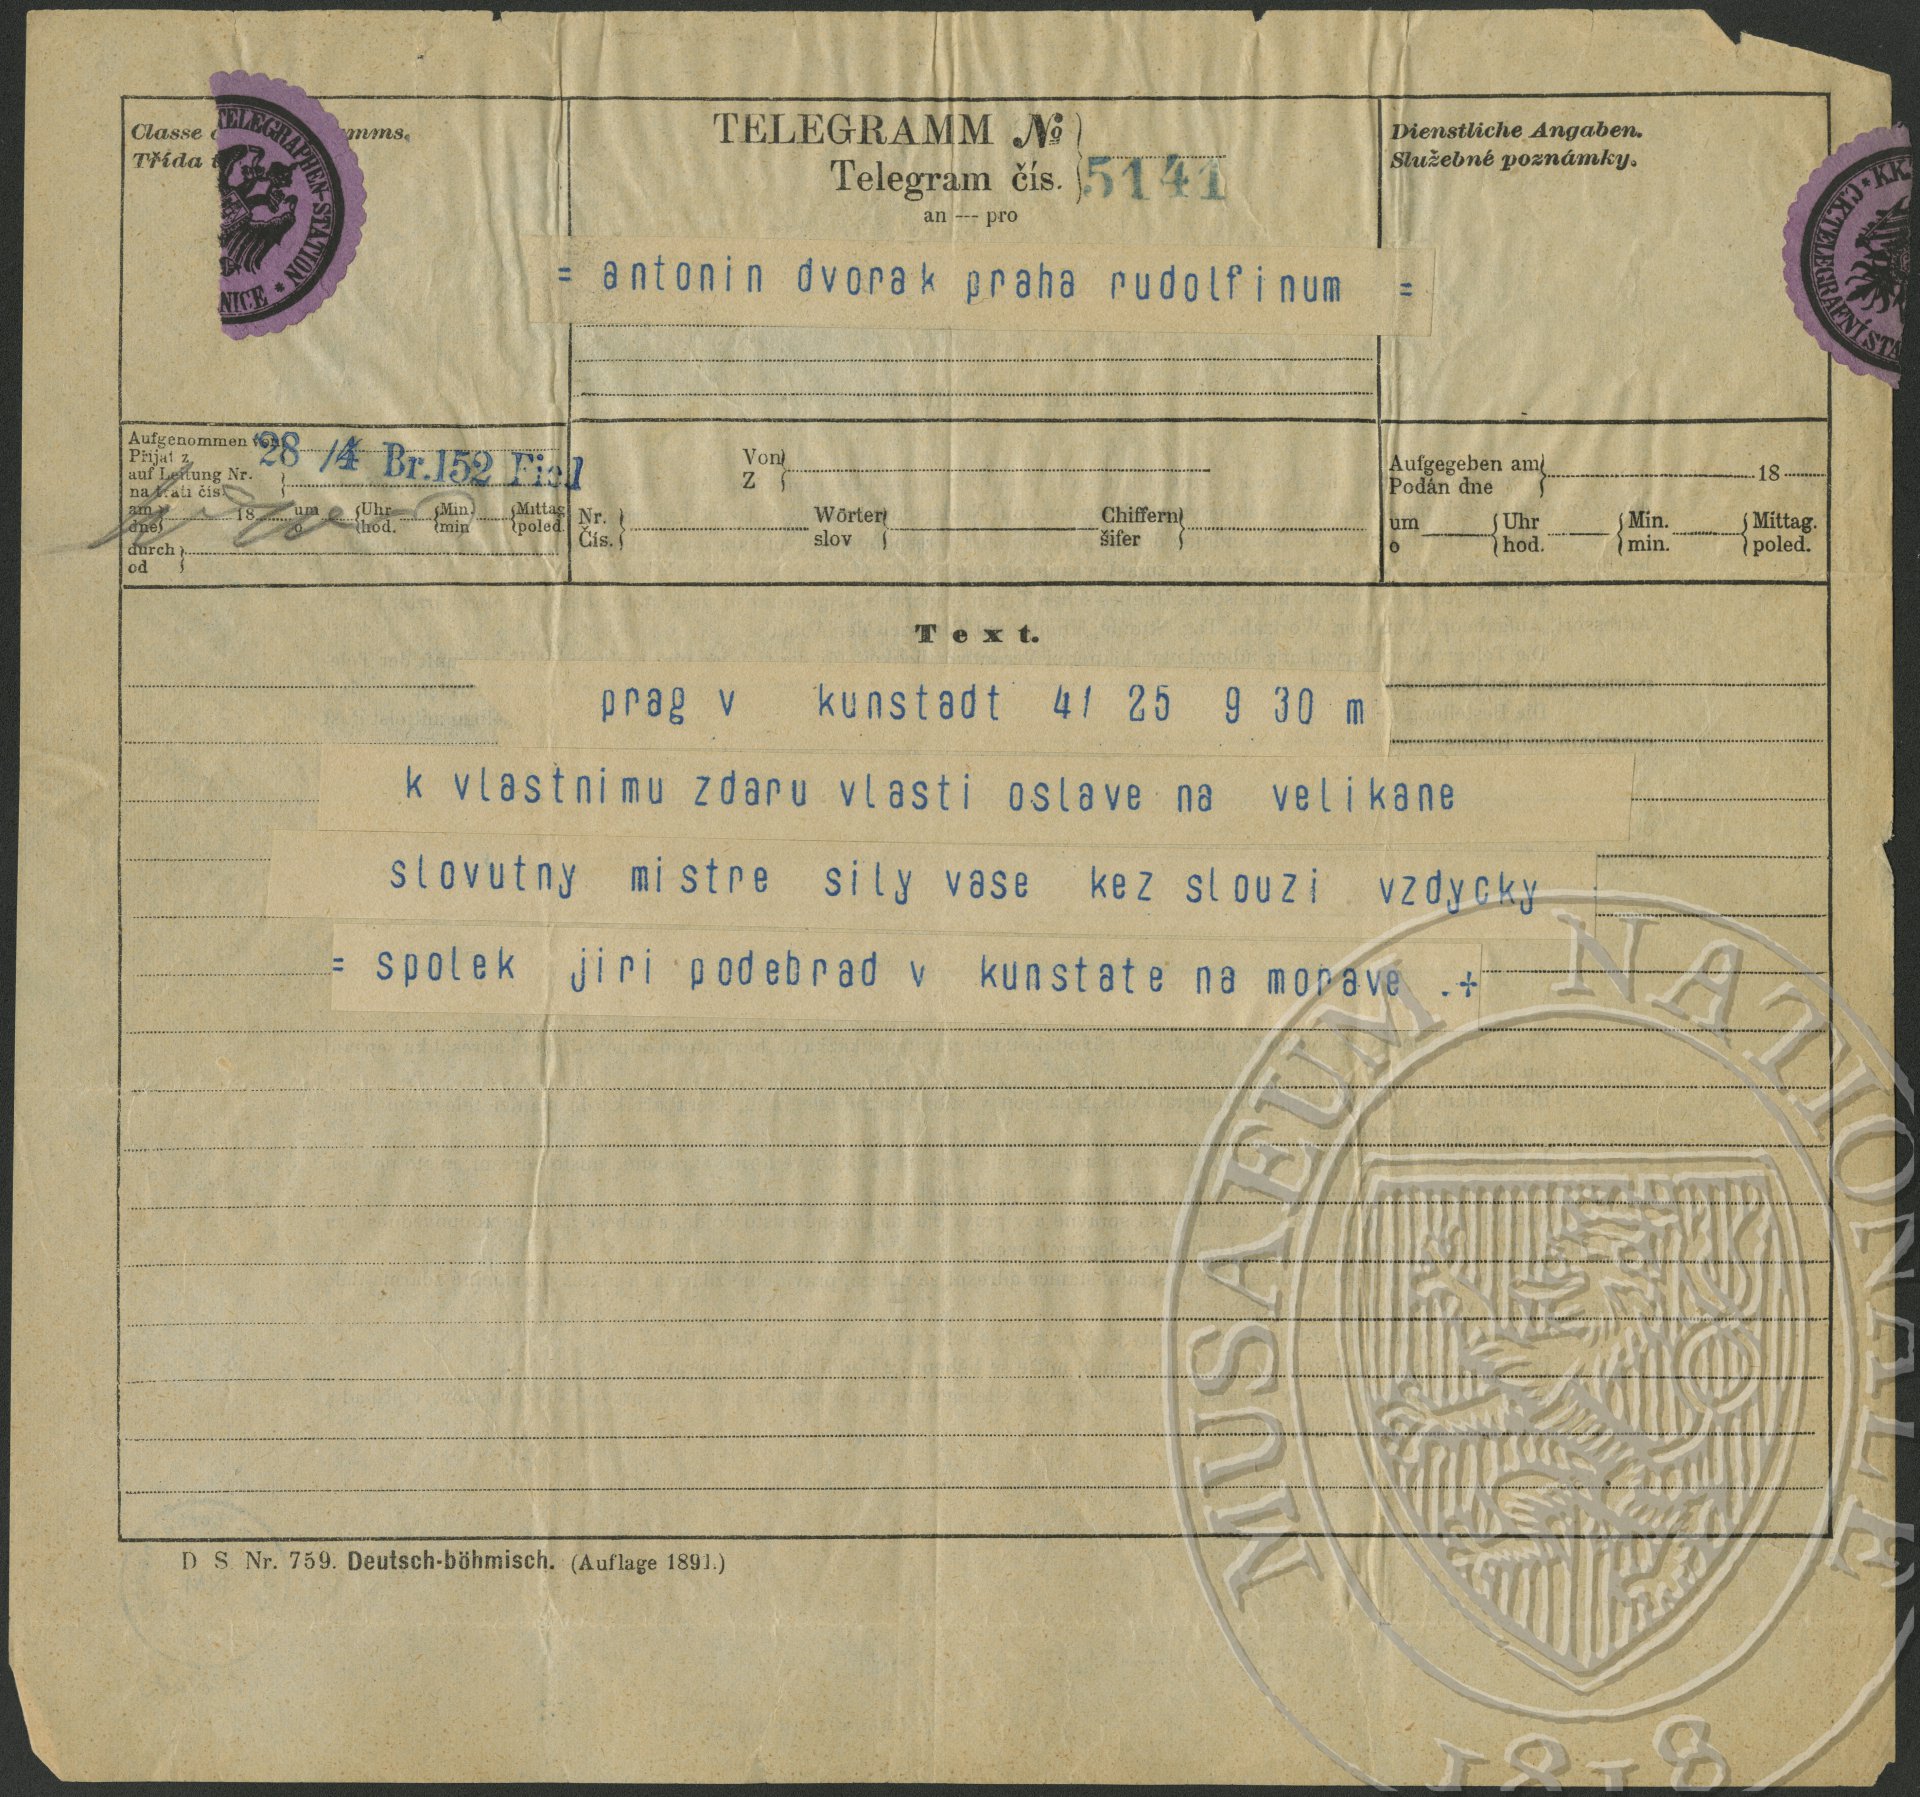 TELEGRAPHEN-STATION
NICE *
Classe
mms.
Třída
TELEGRAMM №
Telegram čís.
5141
an --- pro
Dienstliche Angaben.
Služebné poznámky.
= antonin dvorak praha rudolfinum =
Aufgenommen von
Přijat z
auf Leitung Nr.
na trati čís.
28 /4 Br.152
am 18 um Uhr Min. Mittag
dne o hod. min poled.
durch
od
Von
Z
Nr. Wörter Chiffern
Čís. slov šifer
Aufgegeben am 18
Podán dne
um Uhr Min. Mittag.
o hod. min. poled.
Text.
prag v kunstadt 41 25 9 30 m
k vlastnimu zdaru vlasti oslave na velikane
slovutny mistre sily vase kez slouzi vzdycky
= spolek jiri podebrad v kunstate na morave .+
D S Nr. 759. Deutsch-böhmisch. (Auflage 1891.)
MUSAEUM NATIONALE
1818